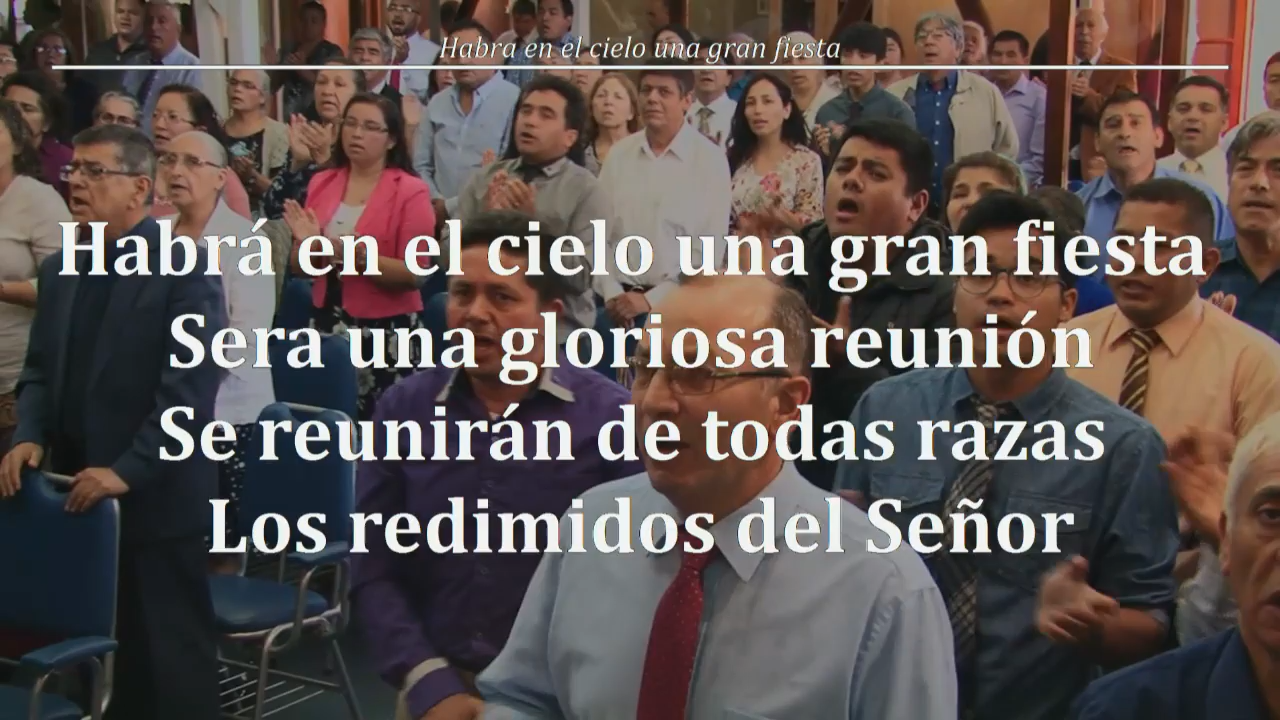 Habra en el cielo una gran fiesta
Habrá en el cielo una gran fiesta
Sera una gloriosa reunión
Se reunirán de todas razas
Los redimidos del Señor